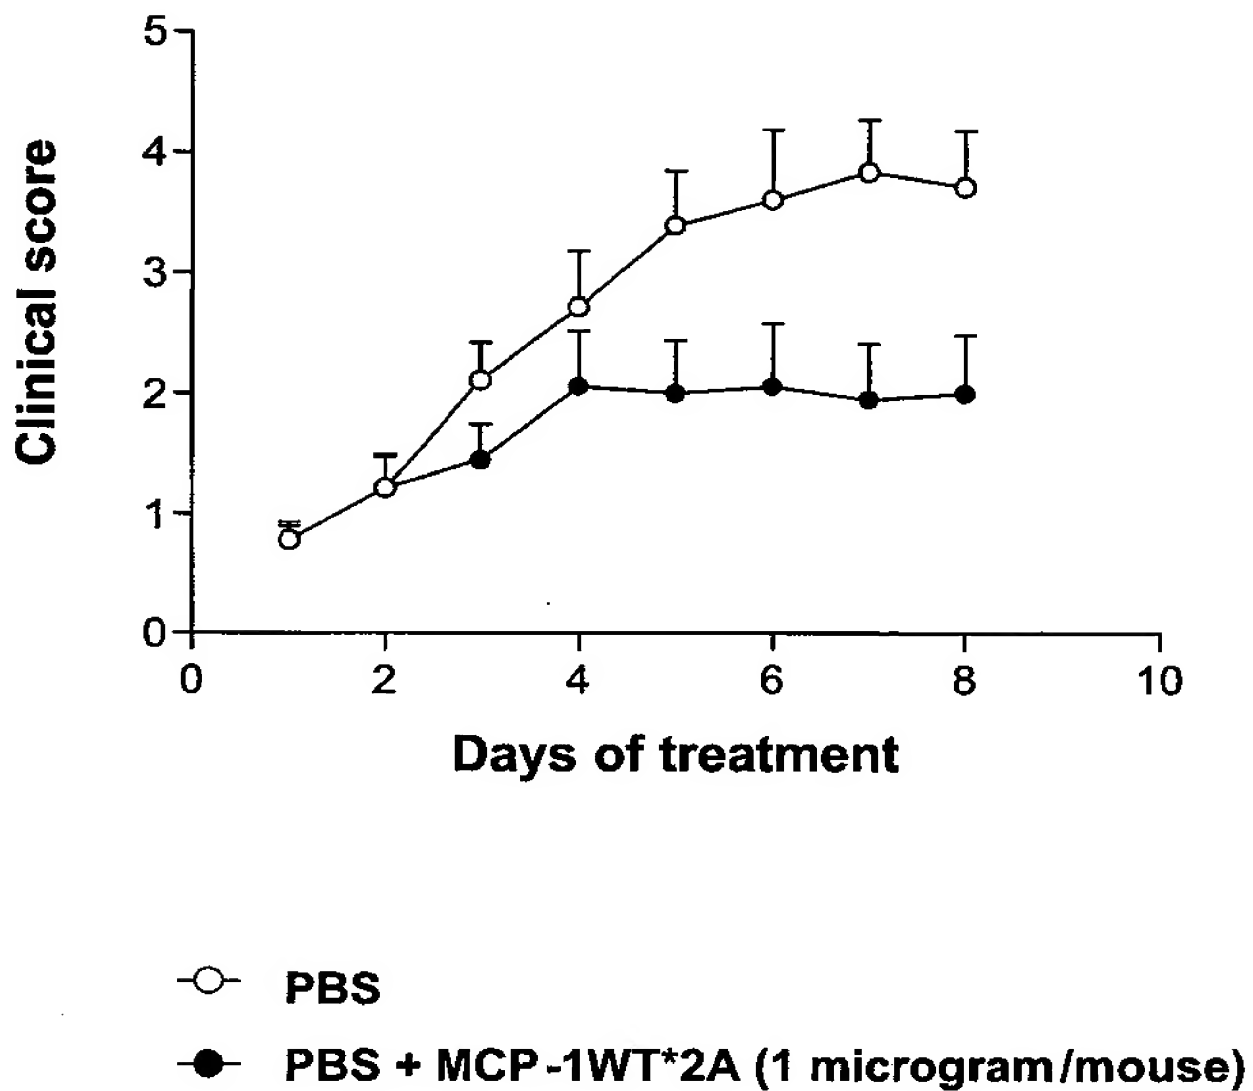 5
4
3
2
1
0
Clinical score
0 2 4 6 8 10
Days of treatment
PBS
PBS + MCP-1WT*2A (1 microgram/mouse)